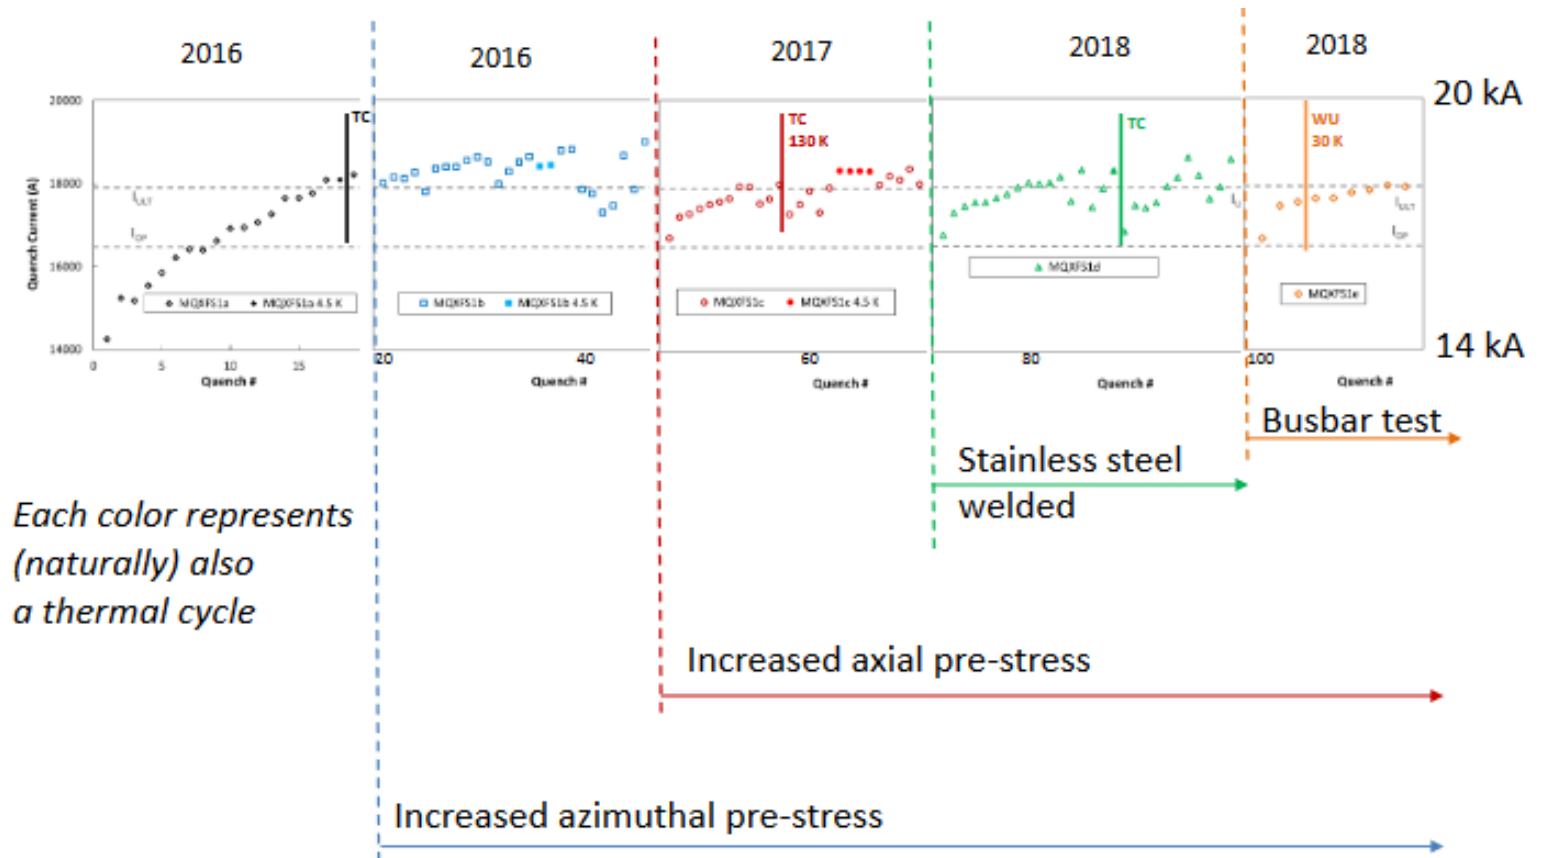 2016
2016
2017
2018
2018
20000
18000
16000
14000
Quench Current (A)
20 kA
14 kA
TC
TC
130 K
TC
WU
30 K
I_ULT
I_OP
I_U
I_ULT
I_OP
MQXFS1a
MQXFS1a 4.5 K
MQXFS1b
MQXFS1b 4.5 K
MQXFS1c
MQXFS1c 4.5 K
MQXFS1d
MQXFS1e
0 5 10 15
20 40
60
80
100
Quench #
Quench #
Quench #
Quench #
Quench #
Busbar test
Stainless steel
welded
Each color represents
(naturally) also
a thermal cycle
Increased axial pre-stress
Increased azimuthal pre-stress